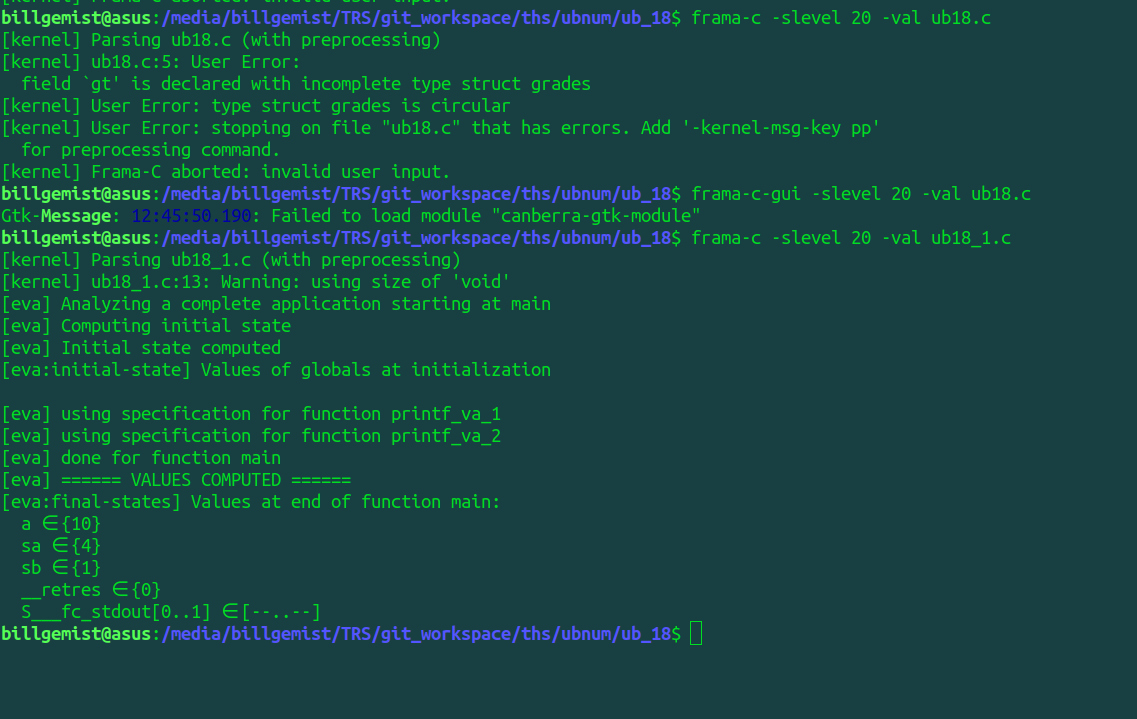 [kernel] Frama-C aborted: invalid user input.
billgemist@asus:/media/billgemist/TRS/git_workspace/ths/ubnum/ub_18$ frama-c -slevel 20 -val ub18.c
[kernel] Parsing ub18.c (with preprocessing)
[kernel] ub18.c:5: User Error:
  field `gt' is declared with incomplete type struct grades
[kernel] User Error: type struct grades is circular
[kernel] User Error: stopping on file "ub18.c" that has errors. Add '-kernel-msg-key pp'
  for preprocessing command.
[kernel] Frama-C aborted: invalid user input.
billgemist@asus:/media/billgemist/TRS/git_workspace/ths/ubnum/ub_18$ frama-c-gui -slevel 20 -val ub18.c
Gtk-Message: 12:45:50.190: Failed to load module "canberra-gtk-module"
billgemist@asus:/media/billgemist/TRS/git_workspace/ths/ubnum/ub_18$ frama-c -slevel 20 -val ub18_1.c
[kernel] Parsing ub18_1.c (with preprocessing)
[kernel] ub18_1.c:13: Warning: using size of 'void'
[eva] Analyzing a complete application starting at main
[eva] Computing initial state
[eva] Initial state computed
[eva:initial-state] Values of globals at initialization
[eva] using specification for function printf_va_1
[eva] using specification for function printf_va_2
[eva] done for function main
[eva] ====== VALUES COMPUTED ======
[eva:final-states] Values at end of function main:
  a ∈ {10}
  sa ∈ {4}
  sb ∈ {1}
  __retres ∈ {0}
  S___fc_stdout[0..1] ∈ [--..--]
billgemist@asus:/media/billgemist/TRS/git_workspace/ths/ubnum/ub_18$